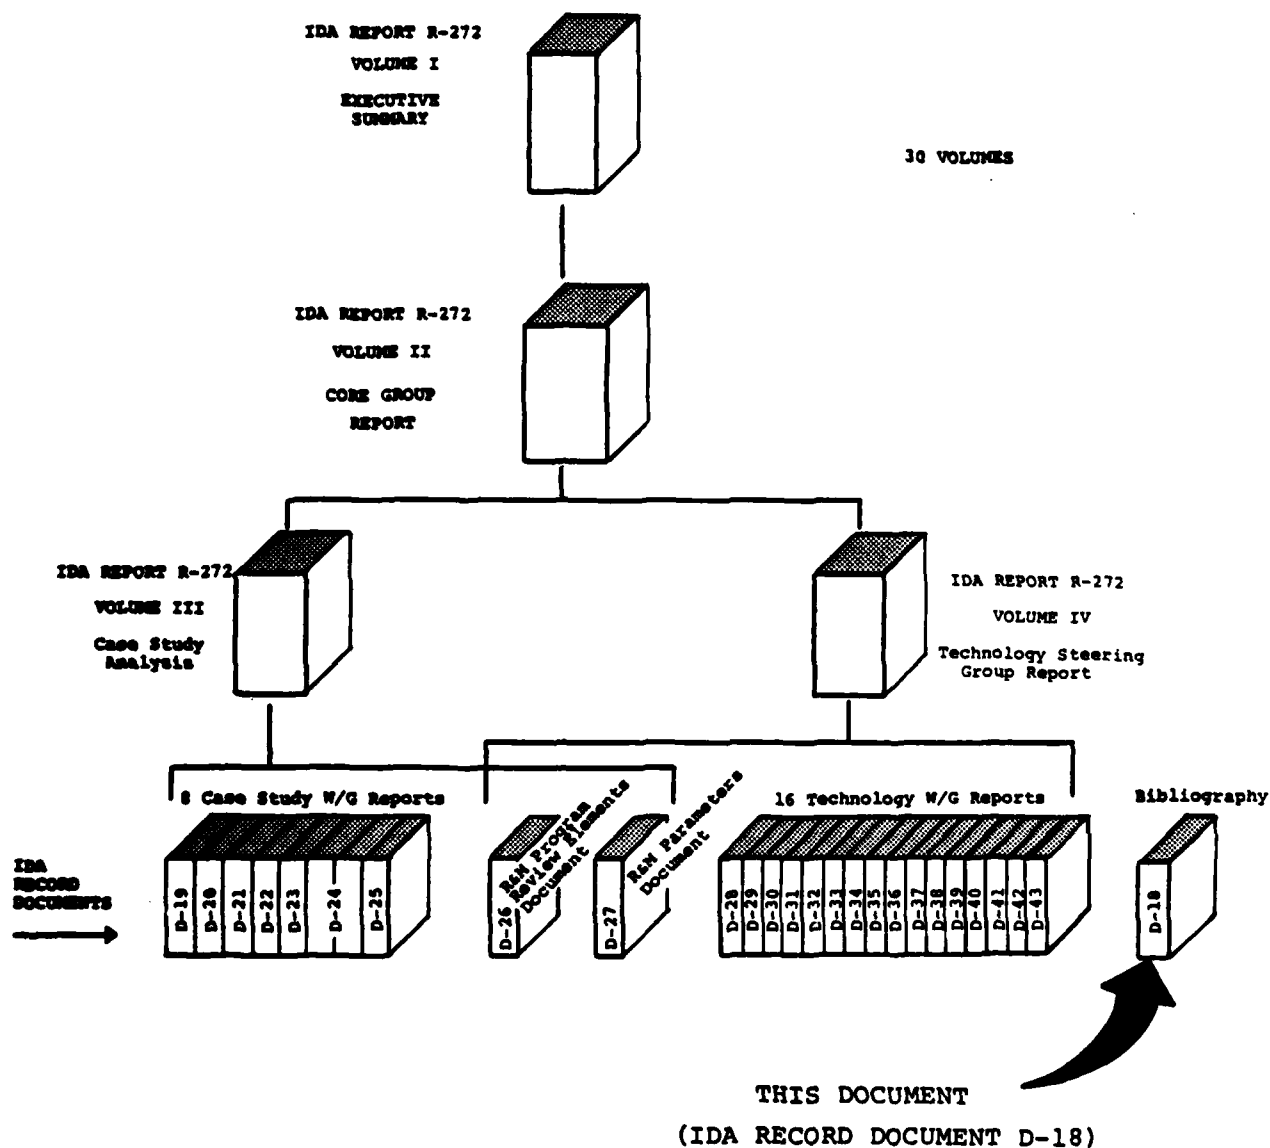 IDA REPORT R-272
VOLUME I
EXECUTIVE
SUMMARY
30 VOLUMES
IDA REPORT R-272
VOLUME II
CORE GROUP
REPORT
IDA REPORT R-272
VOLUME III
Case Study
Analysis
IDA REPORT R-272
VOLUME IV
Technology Steering
Group Report
8 Case Study W/G Reports
R&M Program
Review Elements
Document
R&M Parameters
Document
16 Technology W/G Reports
Bibliography
IDA
RECORD
DOCUMENTS
D-19
D-20
D-21
D-22
D-23
D-24
D-25
D-26
D-27
D-28
D-29
D-30
D-31
D-32
D-33
D-34
D-35
D-36
D-37
D-38
D-39
D-40
D-41
D-42
D-43
D-18
THIS DOCUMENT
(IDA RECORD DOCUMENT D-18)